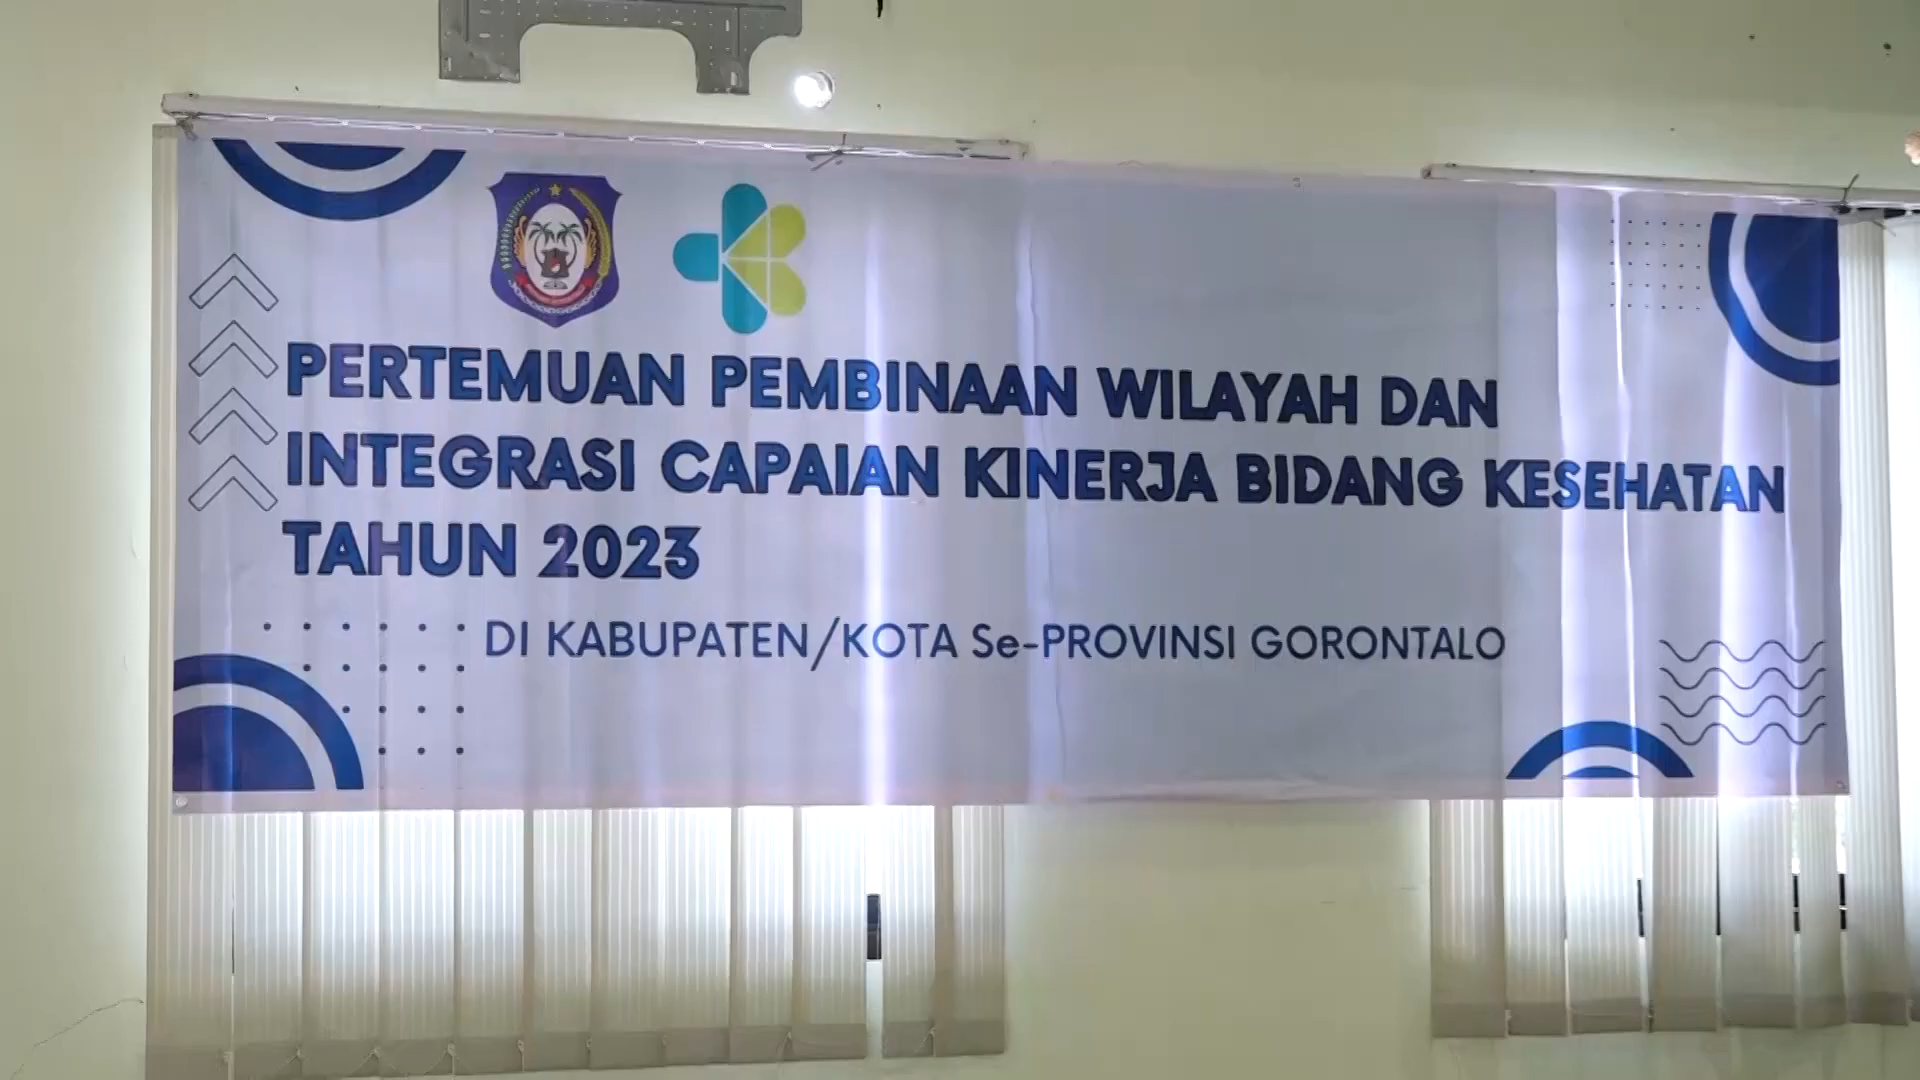 PERTEMUAN PEMBINAAN WILAYAH DAN
INTEGRASI CAPAIAN KINERJA BIDANG KESEHATAN
TAHUN 2023
DI KABUPATEN/KOTA Se-PROVINSI GORONTALO